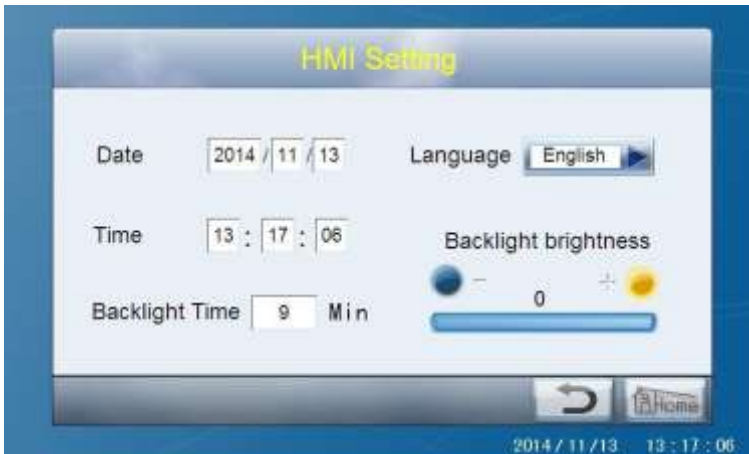 HMI Setting
Date 2014 / 11 / 13 Language English
Time 13 : 17 : 06 Backlight brightness
- 0 +
Backlight Time 9 Min
Home
2014/11/13 13:17:06